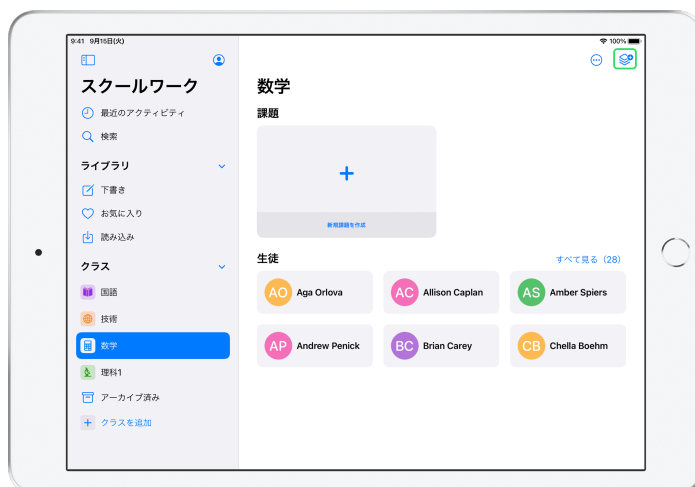 9:41 9月15日(火)
100%
スクールワーク
最近のアクティビティ
検索
ライブラリ
下書き
お気に入り
読み込み
クラス
国語
技術
数学
理科1
アーカイブ済み
クラスを追加
数学
課題
新規課題を作成
生徒
すべて見る（28）
AO Aga Orlova
AC Allison Caplan
AS Amber Spiers
AP Andrew Penick
BC Brian Carey
CB Chella Boehm